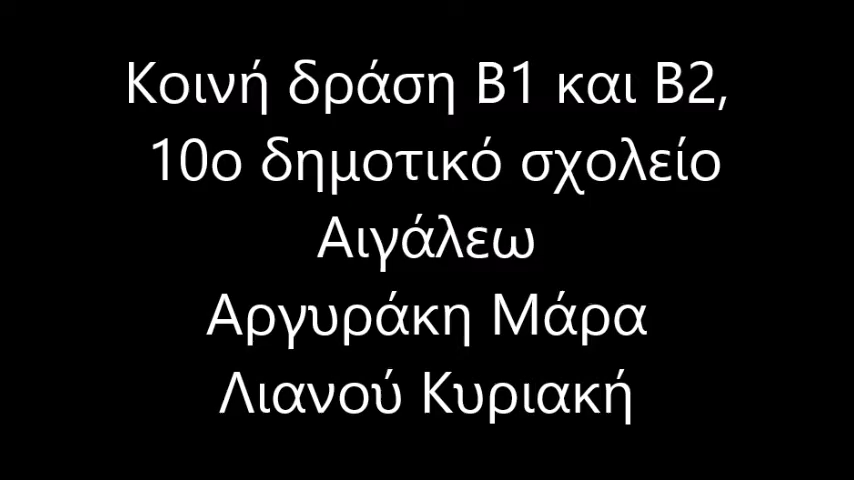 Κοινή δράση Β1 και Β2,
10ο δημοτικό σχολείο
Αιγάλεω
Αργυράκη Μάρα
Λιανού Κυριακή